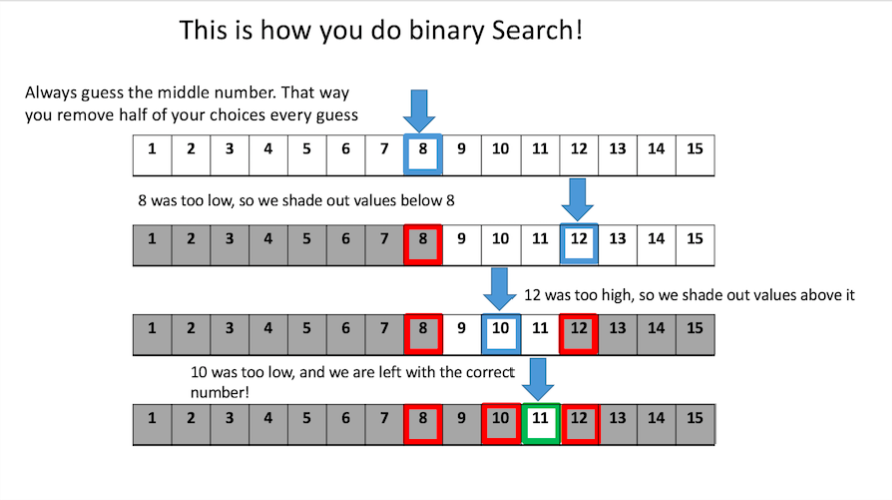 This is how you do binary Search!
Always guess the middle number. That way
you remove half of your choices every guess
1 2 3 4 5 6 7 8 9 10 11 12 13 14 15
8 was too low, so we shade out values below 8
1 2 3 4 5 6 7 8 9 10 11 12 13 14 15
12 was too high, so we shade out values above it
1 2 3 4 5 6 7 8 9 10 11 12 13 14 15
10 was too low, and we are left with the correct
number!
1 2 3 4 5 6 7 8 9 10 11 12 13 14 15